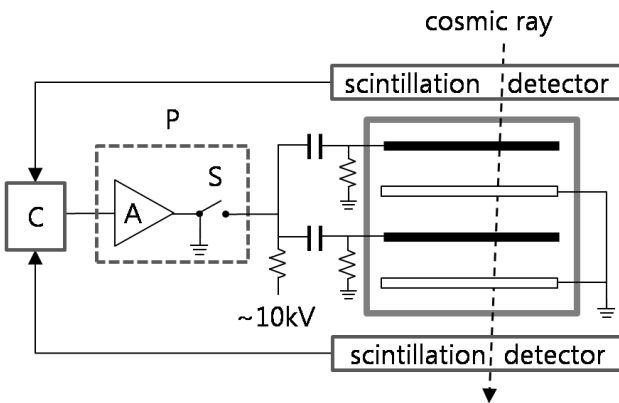 cosmic ray
scintillation detector
P
S
C
A
~10kV
scintillation detector